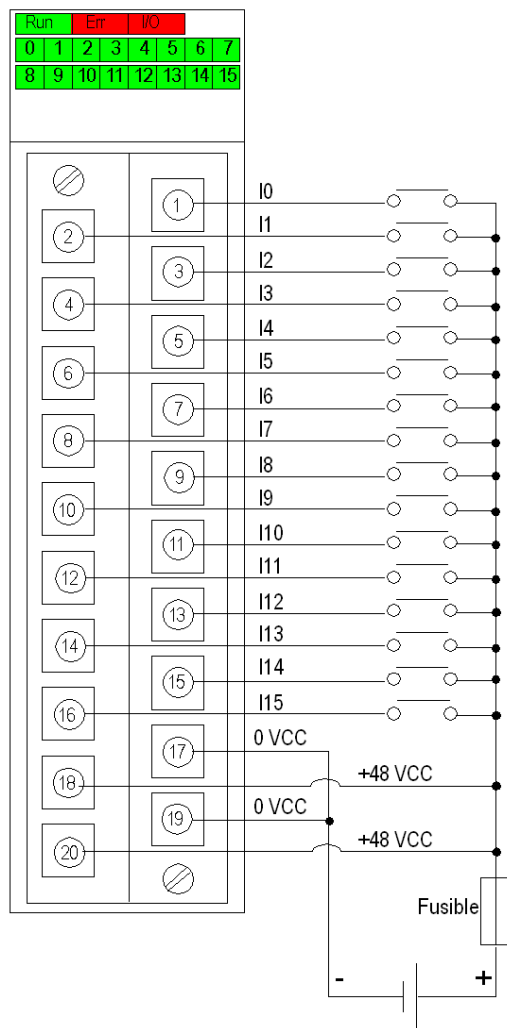 Run Err I/O
0 1 2 3 4 5 6 7
8 9 10 11 12 13 14 15
1 I0
2 I1
3 I2
4 I3
5 I4
6 I5
7 I6
8 I7
9 I8
10 I9
11 I10
12 I11
13 I12
14 I13
15 I14
16 I15
17 0 VCC
18 +48 VCC
19 0 VCC
20 +48 VCC
Fusible
- +